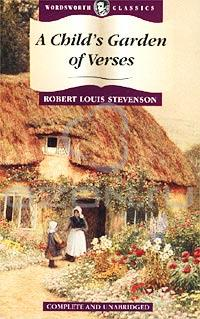 WORDSWORTH CLASSICS
A Child's Garden
of Verses
ROBERT LOUIS STEVENSON
COMPLETE AND UNABRIDGED